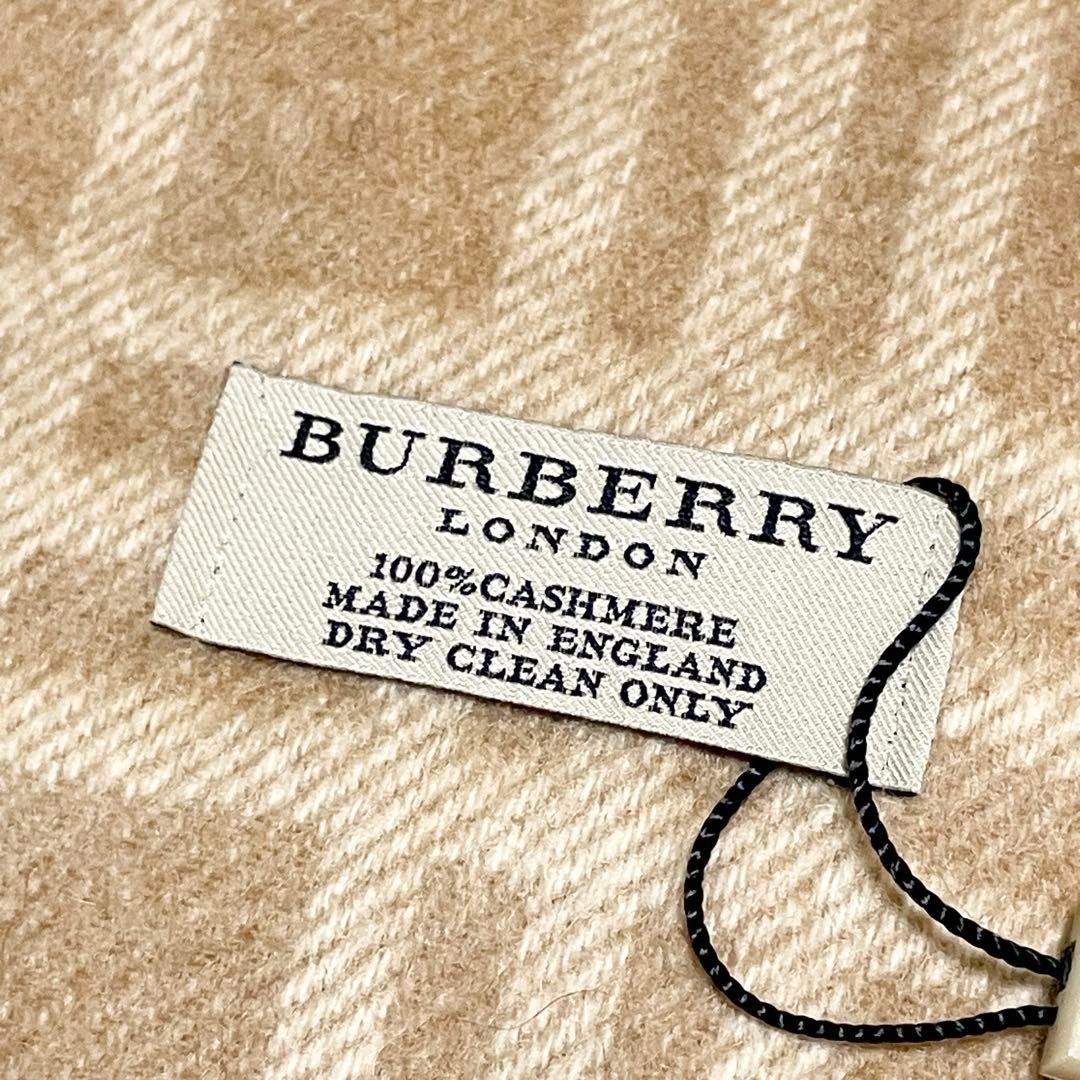 BURBERRY
LONDON
100%CASHMERE
MADE IN ENGLAND
DRY CLEAN ONLY